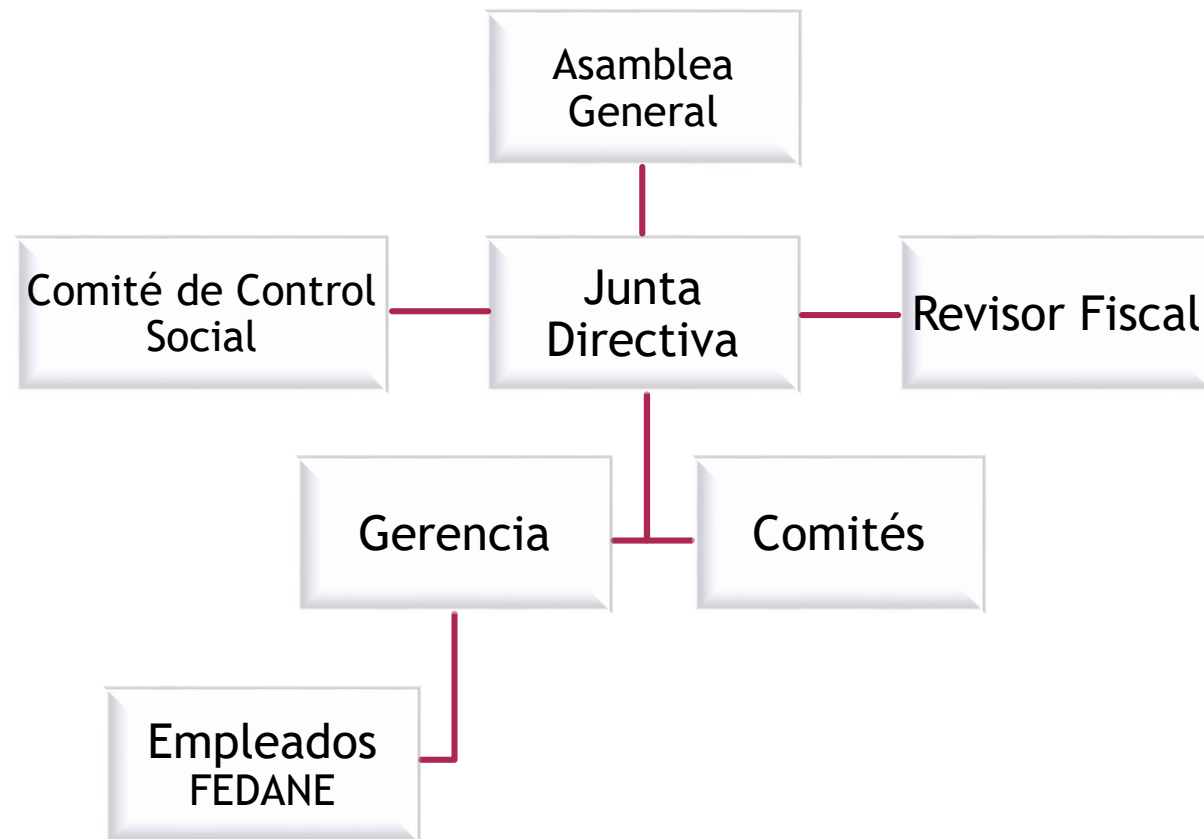 Asamblea
General
Comité de Control
Social
Junta
Directiva
Revisor Fiscal
Gerencia
Comités
Empleados
FEDANE